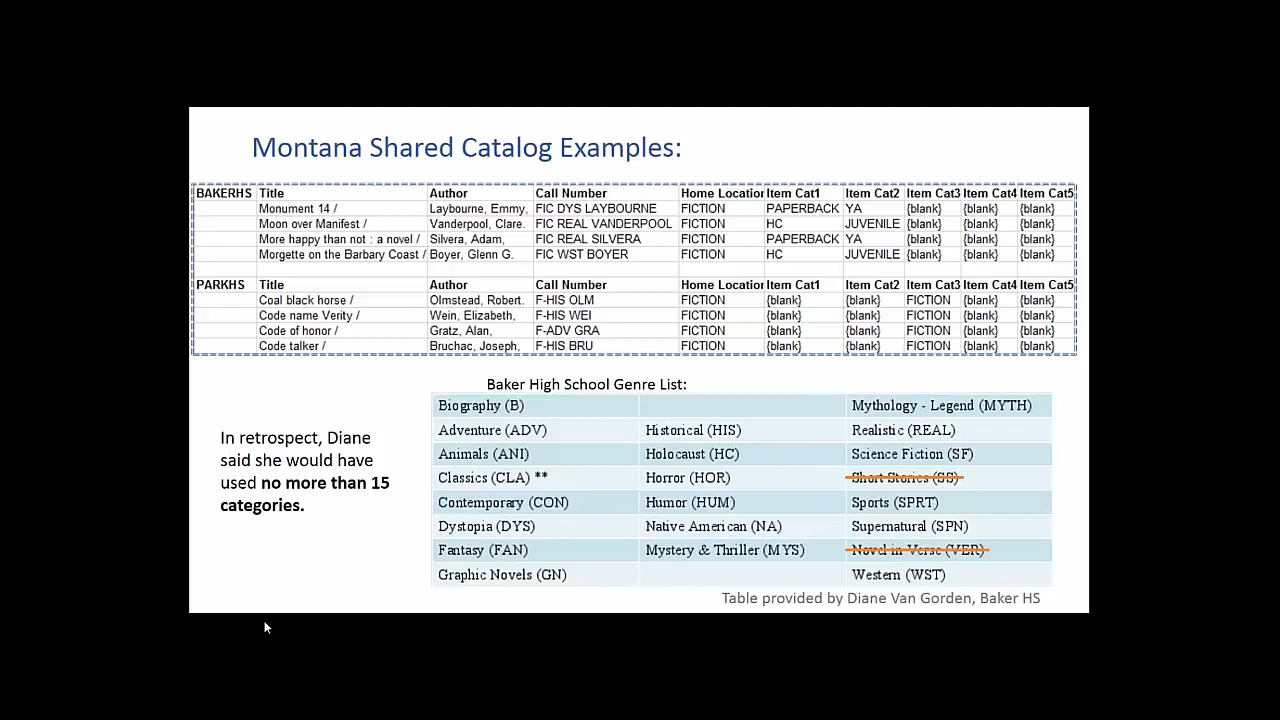 Montana Shared Catalog Examples:
BAKERHS Title Author Call Number Home Location Item Cat1 Item Cat2 Item Cat3 Item Cat4 Item Cat5
Monument 14 / Laybourne, Emmy, FIC DYS LAYBOURNE FICTION PAPERBACK YA {blank} {blank} {blank}
Moon over Manifest / Vanderpool, Clare. FIC REAL VANDERPOOL FICTION HC JUVENILE {blank} {blank} {blank}
More happy than not : a novel / Silvera, Adam, FIC REAL SILVERA FICTION PAPERBACK YA {blank} {blank} {blank}
Morgette on the Barbary Coast / Boyer, Glenn G. FIC WST BOYER FICTION HC JUVENILE {blank} {blank} {blank}
PARKHS Title Author Call Number Home Location Item Cat1 Item Cat2 Item Cat3 Item Cat4 Item Cat5
Coal black horse / Olmstead, Robert. F-HIS OLM FICTION {blank} {blank} FICTION {blank} {blank}
Code name Verity / Wein, Elizabeth, F-HIS WEI FICTION {blank} {blank} FICTION {blank} {blank}
Code of honor / Gratz, Alan, F-ADV GRA FICTION {blank} {blank} FICTION {blank} {blank}
Code talker / Bruchac, Joseph, F-HIS BRU FICTION {blank} {blank} FICTION {blank} {blank}
In retrospect, Diane
said she would have
used no more than 15
categories.
Baker High School Genre List:
Biography (B) Mythology - Legend (MYTH)
Adventure (ADV) Historical (HIS) Realistic (REAL)
Animals (ANI) Holocaust (HC) Science Fiction (SF)
Classics (CLA) ** Horror (HOR) Short Stories (SS)
Contemporary (CON) Humor (HUM) Sports (SPRT)
Dystopia (DYS) Native American (NA) Supernatural (SPN)
Fantasy (FAN) Mystery & Thriller (MYS) Novel in Verse (VER)
Graphic Novels (GN) Western (WST)
Table provided by Diane Van Gorden, Baker HS